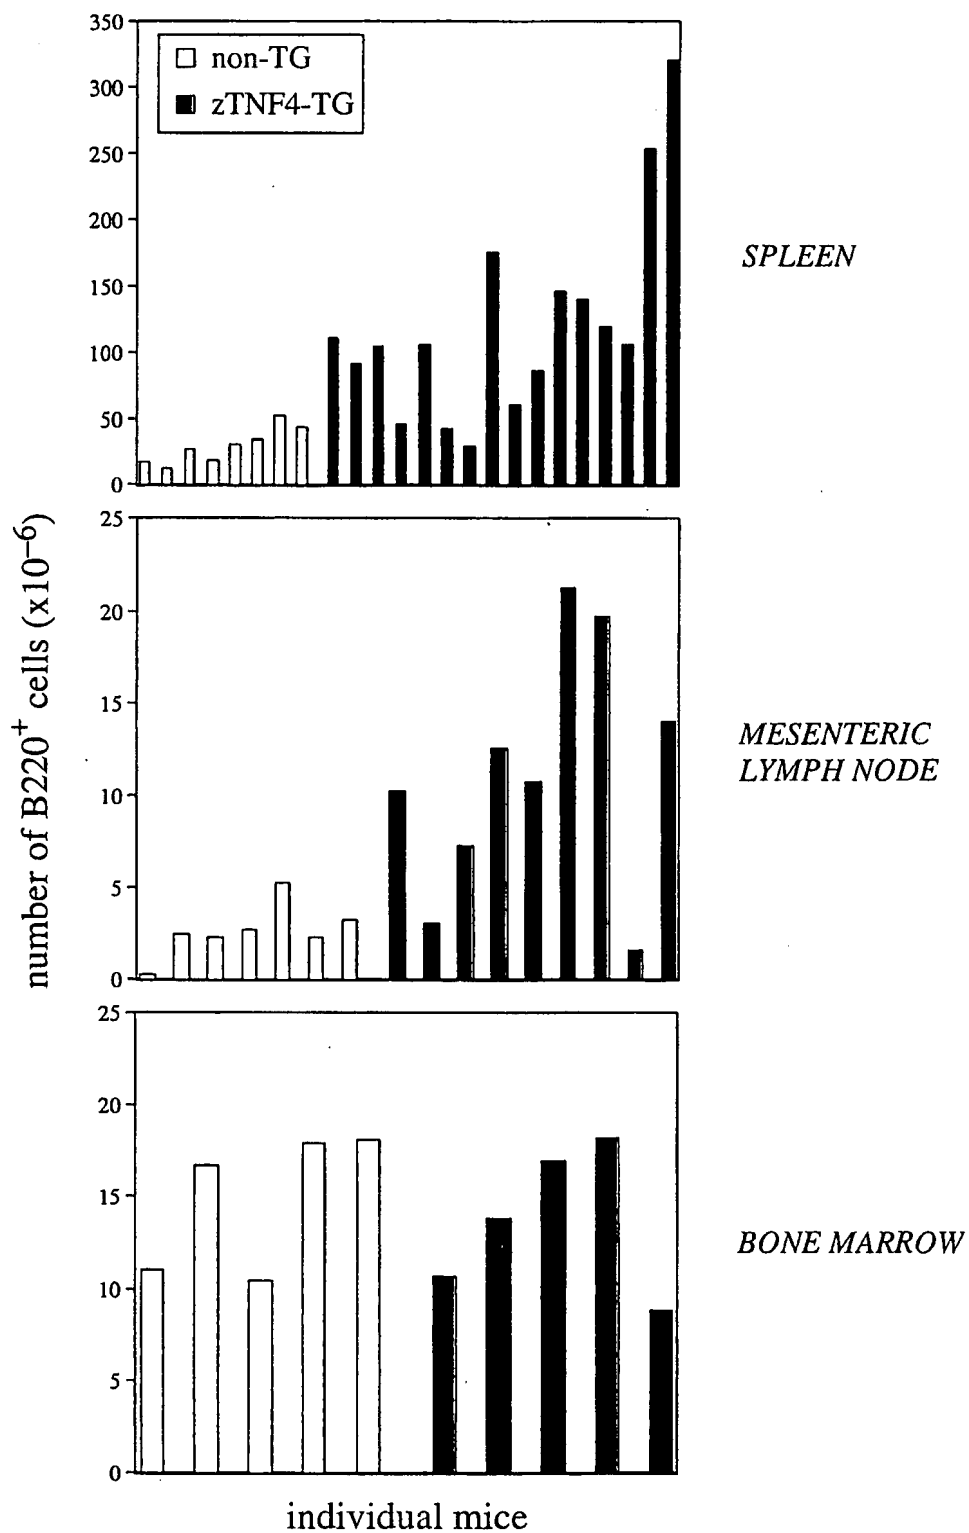 350
300
250
200
150
100
50
0
non-TG
zTNF4-TG
SPLEEN
number of B220⁺ cells (x10⁻⁶)
25
20
15
10
5
0
MESENTERIC
LYMPH NODE
25
20
15
10
5
0
BONE MARROW
individual mice